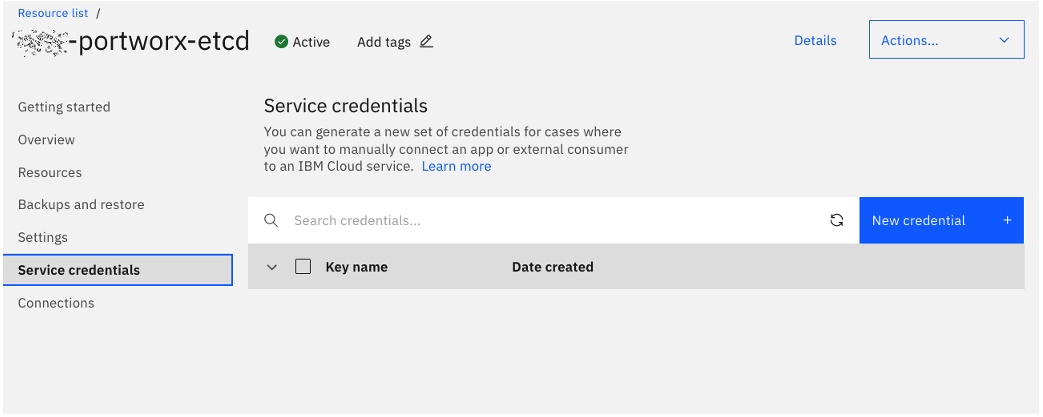 Resource list /
-portworx-etcd
Active
Add tags
Details
Actions...
Getting started
Overview
Resources
Backups and restore
Settings
Service credentials
Connections
Service credentials
You can generate a new set of credentials for cases where
you want to manually connect an app or external consumer
to an IBM Cloud service. Learn more
Search credentials...
New credential +
Key name
Date created